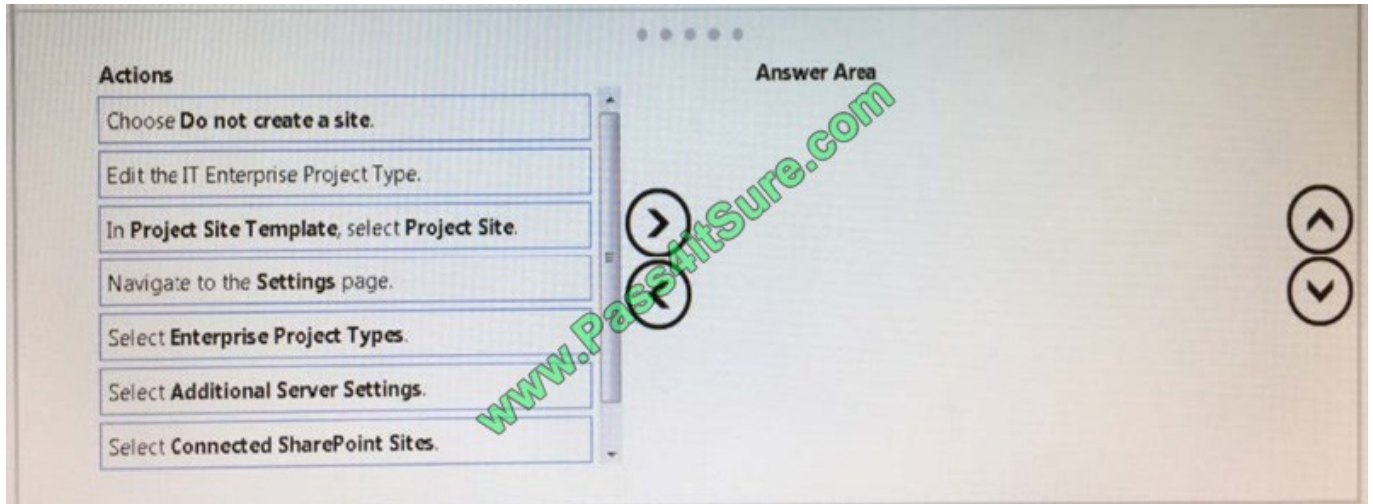 Actions
Answer Area
Choose Do not create a site.
Edit the IT Enterprise Project Type.
In Project Site Template, select Project Site.
Navigate to the Settings page.
Select Enterprise Project Types.
Select Additional Server Settings.
Select Connected SharePoint Sites.
www.Pass4itSure.com